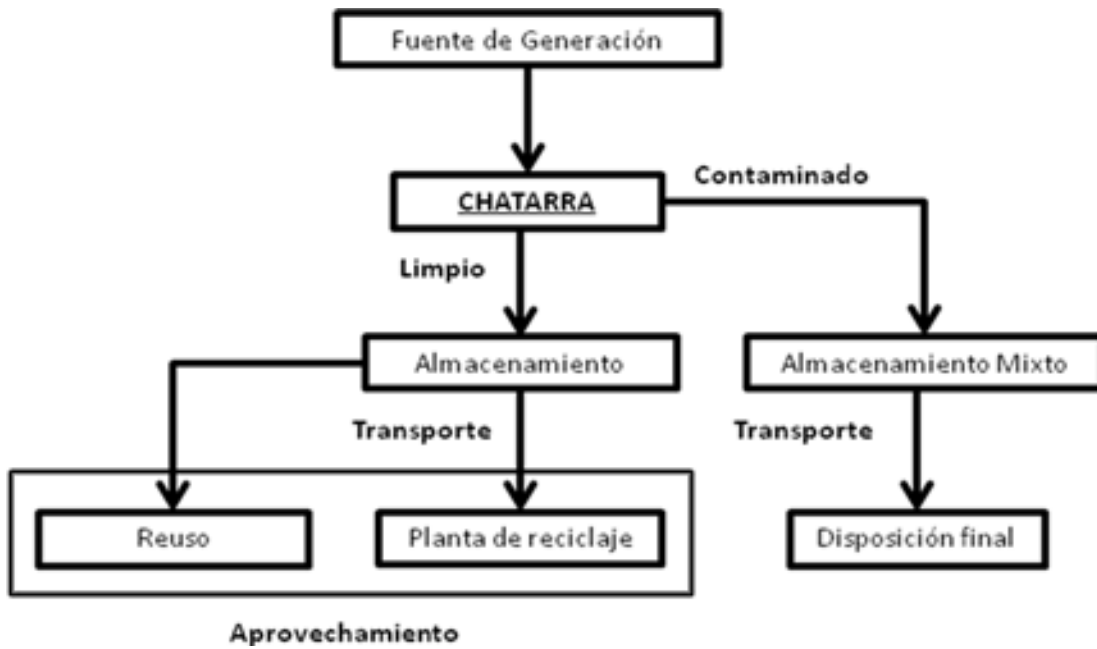 Fuente de Generación
CHATARRA
Contaminado
Limpio
Almacenamiento
Almacenamiento Mixto
Transporte
Transporte
Reuso
Planta de reciclaje
Disposición final
Aprovechamiento